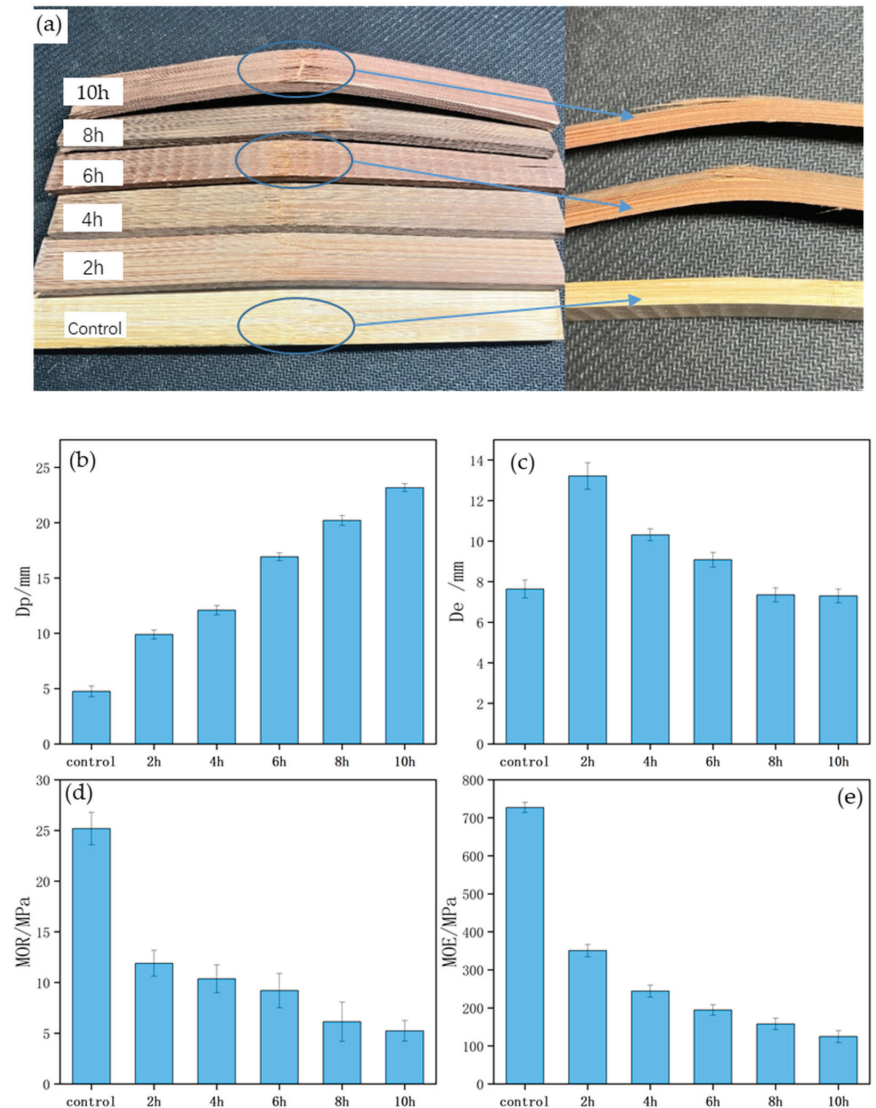 (a)
10h
8h
6h
4h
2h
Control
(b)
Dp/mm
25
20
15
10
5
0
control 2h 4h 6h 8h 10h
(c)
De /mm
14
12
10
8
6
4
2
0
control 2h 4h 6h 8h 10h
(d)
MOR/MPa
30
25
20
15
10
5
0
control 2h 4h 6h 8h 10h
(e)
MOE/MPa
800
700
600
500
400
300
200
100
0
control 2h 4h 6h 8h 10h